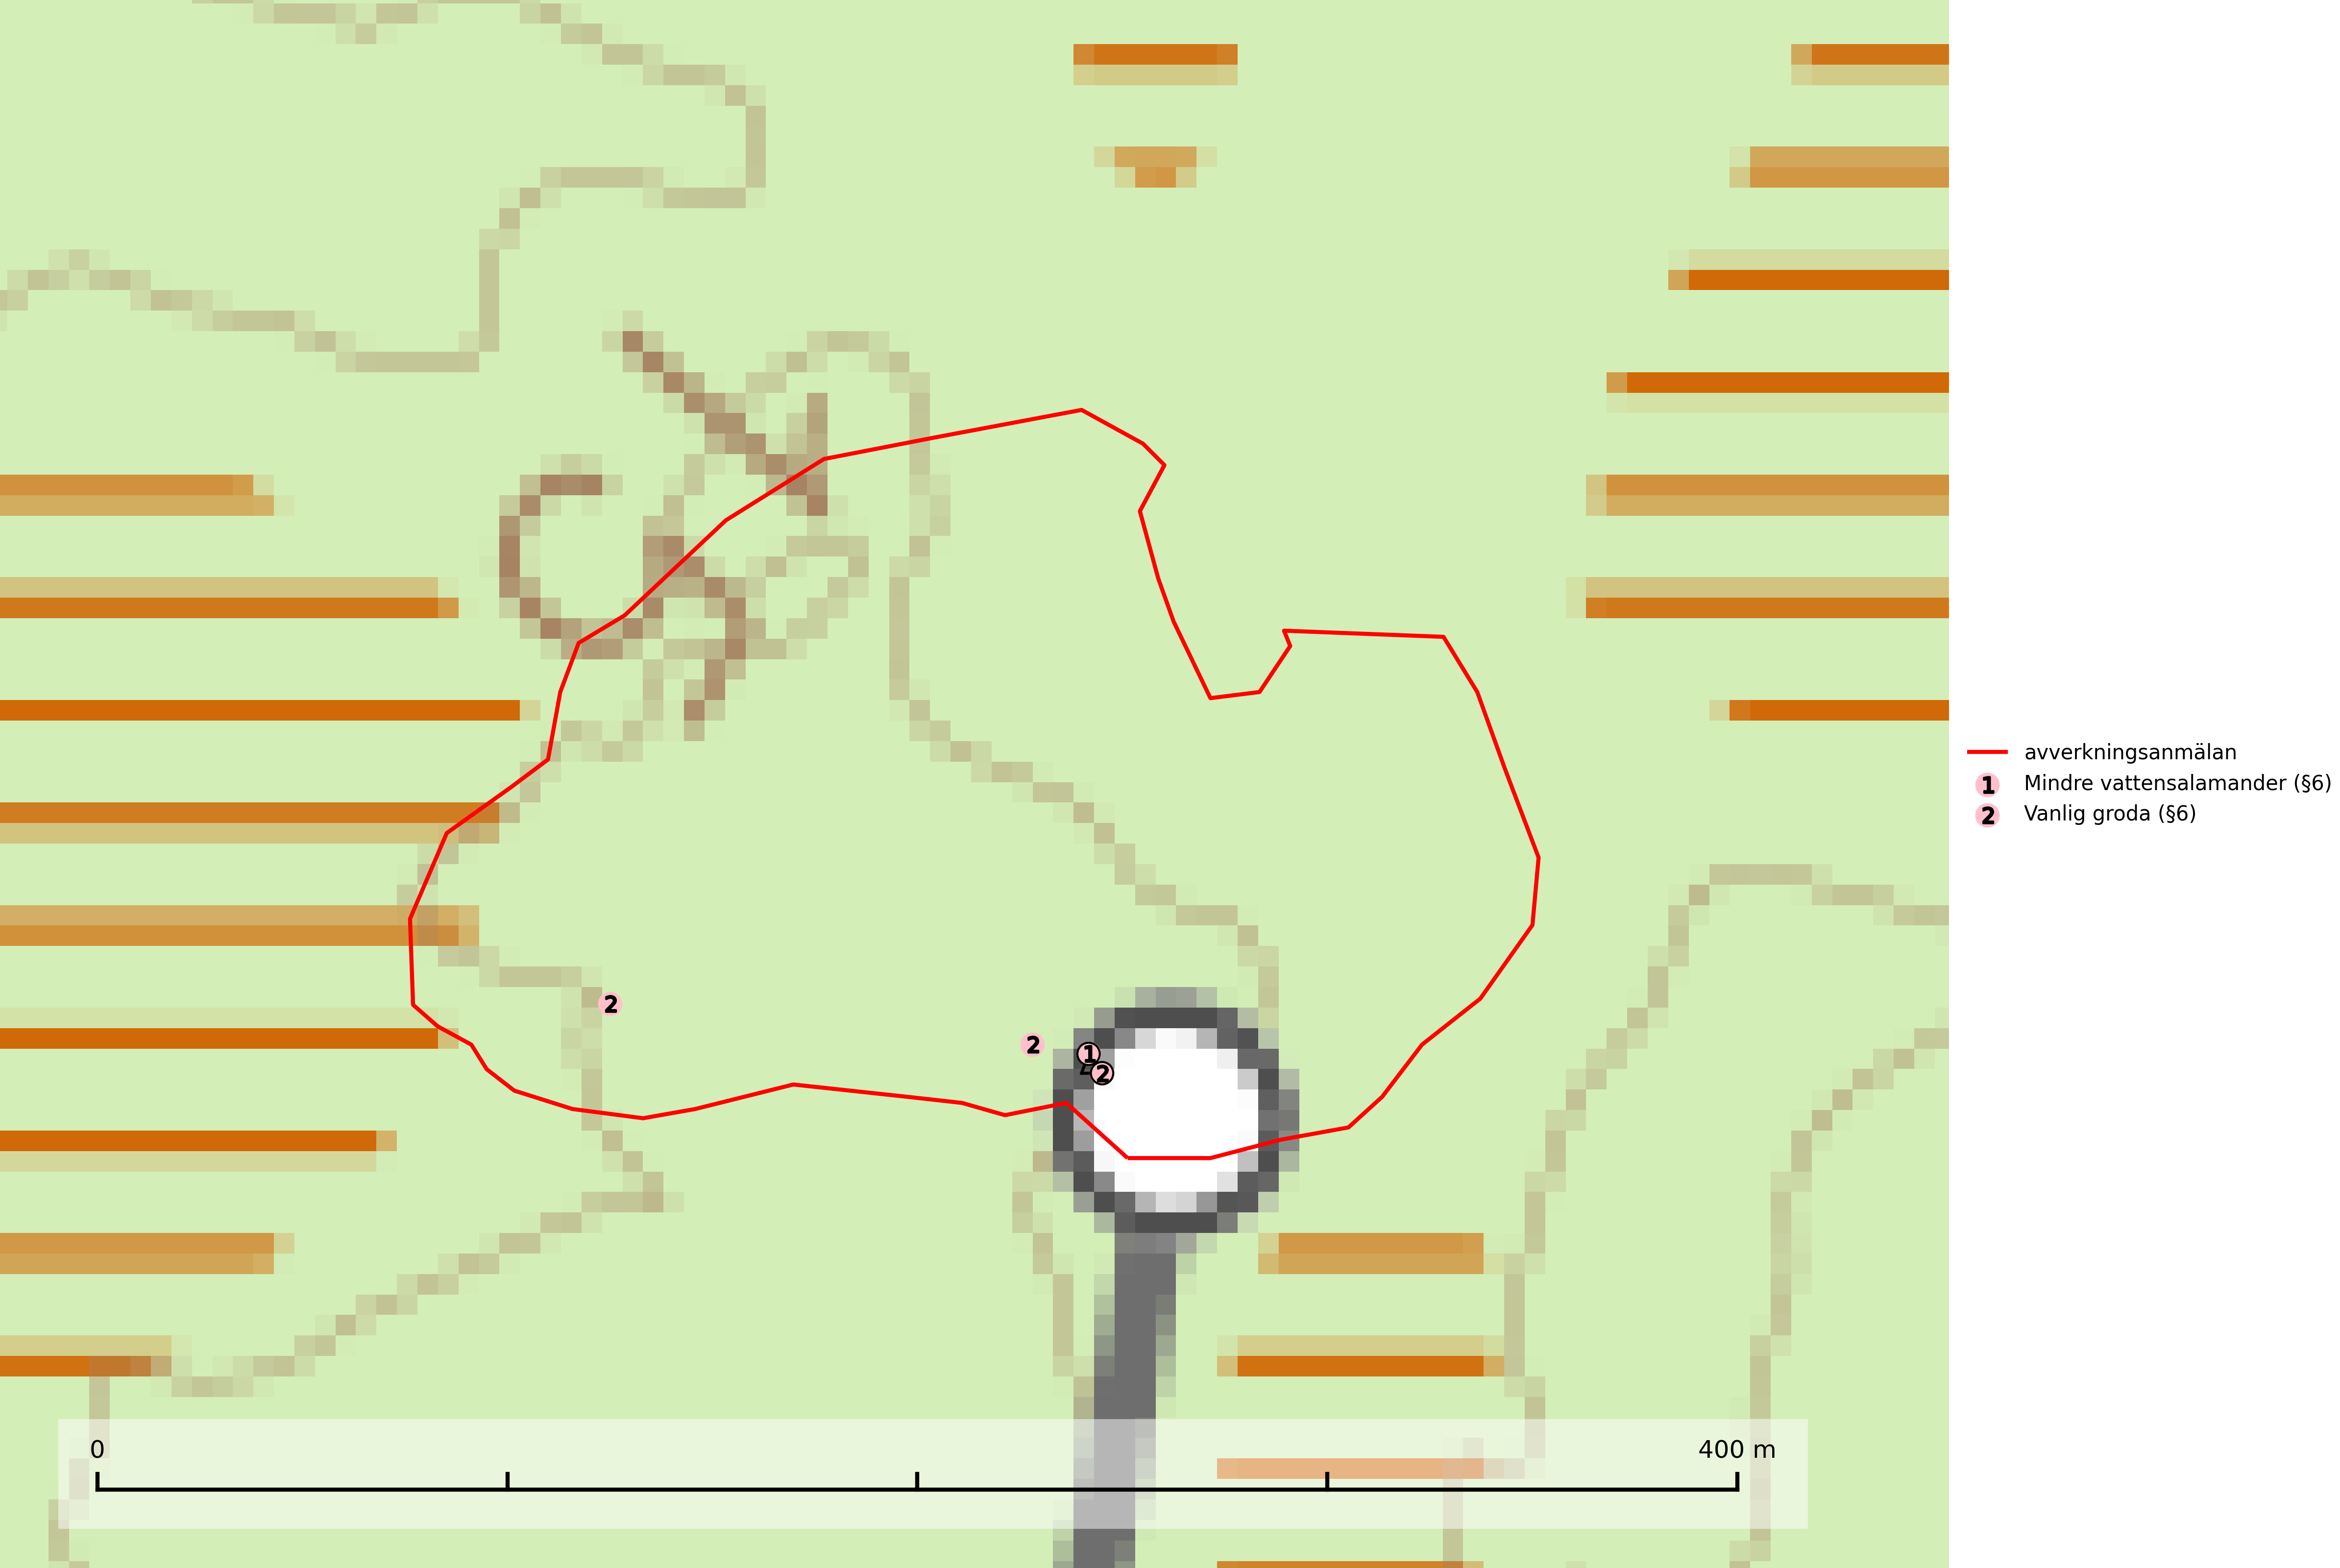 2
2
1
2
0
400 m
avverkningsanmälan
1 Mindre vattensalamander (§6)
2 Vanlig groda (§6)